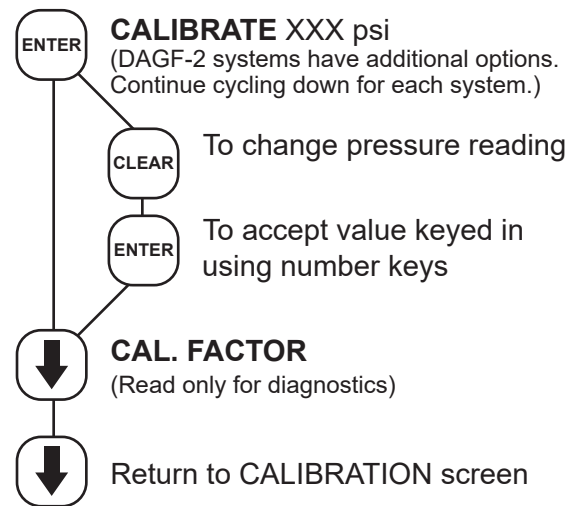 ENTER
CALIBRATE XXX psi
(DAGF-2 systems have additional options.
Continue cycling down for each system.)
CLEAR
To change pressure reading
ENTER
To accept value keyed in
using number keys
CAL. FACTOR
(Read only for diagnostics)
Return to CALIBRATION screen